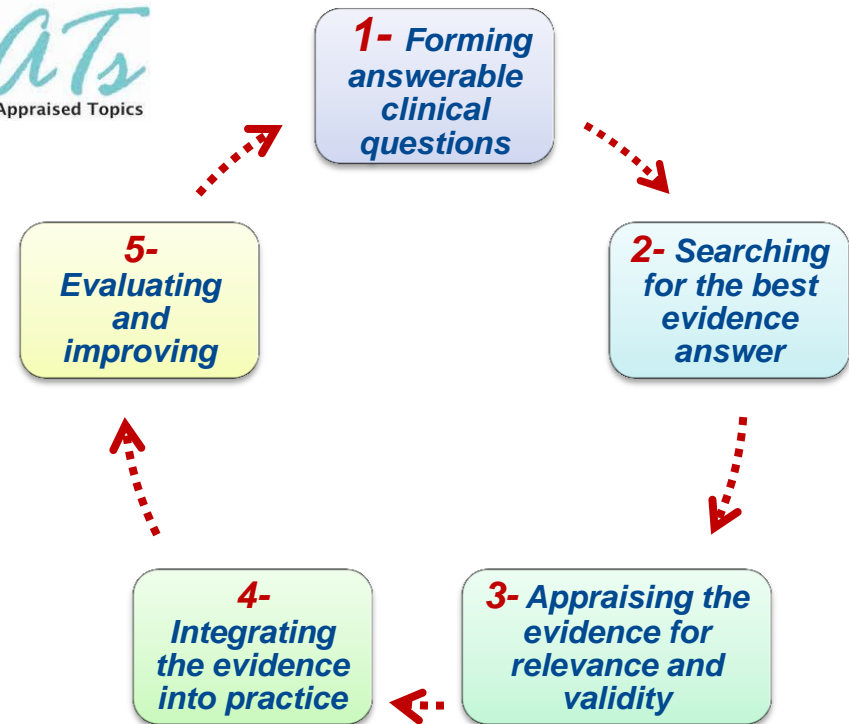 ATs
Appraised Topics
1- Forming
answerable
clinical
questions
2- Searching
for the best
evidence
answer
3- Appraising the
evidence for
relevance and
validity
4-
Integrating
the evidence
into practice
5-
Evaluating
and
improving